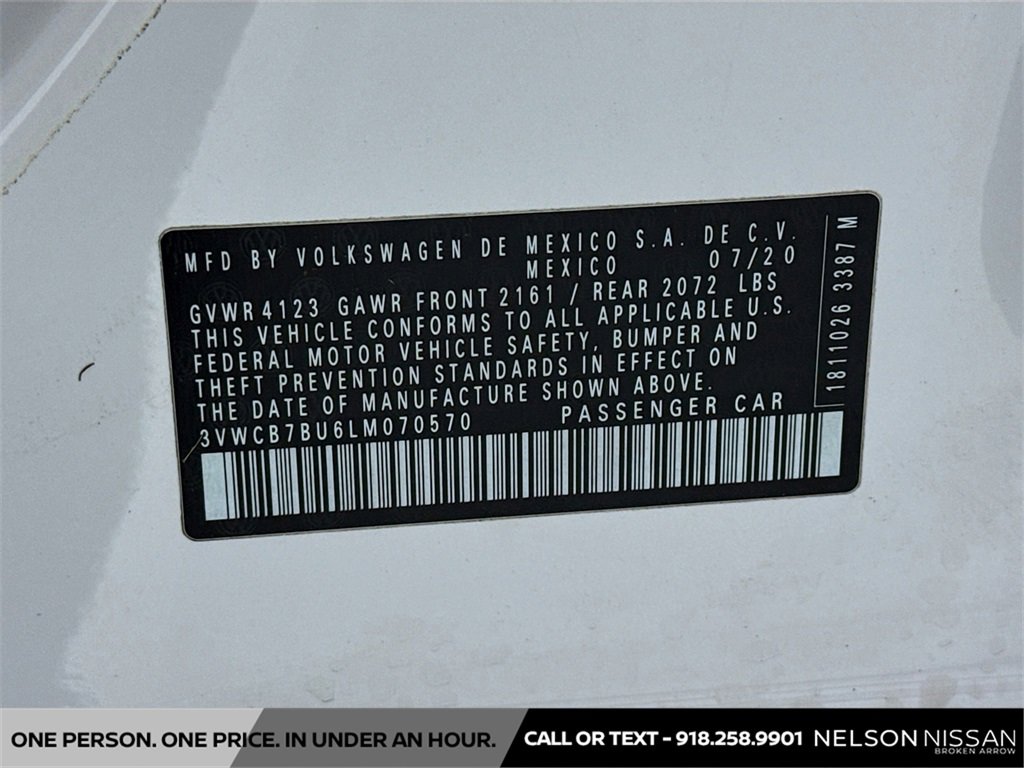 MFD BY VOLKSWAGEN DE MEXICO S.A. DE C.V.
MEXICO 07/20
GVWR 4123 GAWR FRONT 2161 / REAR 2072 LBS
THIS VEHICLE CONFORMS TO ALL APPLICABLE U.S.
FEDERAL MOTOR VEHICLE SAFETY, BUMPER AND
THEFT PREVENTION STANDARDS IN EFFECT ON
THE DATE OF MANUFACTURE SHOWN ABOVE.
3VWCB7BU6LM070570 PASSENGER CAR
1811026 3387 M
ONE PERSON. ONE PRICE. IN UNDER AN HOUR.
CALL OR TEXT - 918.258.9901
NELSON NISSAN
BROKEN ARROW